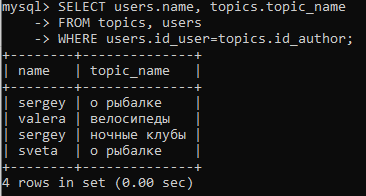 mysql> SELECT users.name, topics.topic_name
-> FROM topics, users
-> WHERE users.id_user=topics.id_author;
+--------+--------------+
| name | topic_name |
+--------+--------------+
| sergey | о рыбалке |
| valera | велосипеды |
| sergey | ночные клубы |
| sveta | о рыбалке |
+--------+--------------+
4 rows in set (0.00 sec)